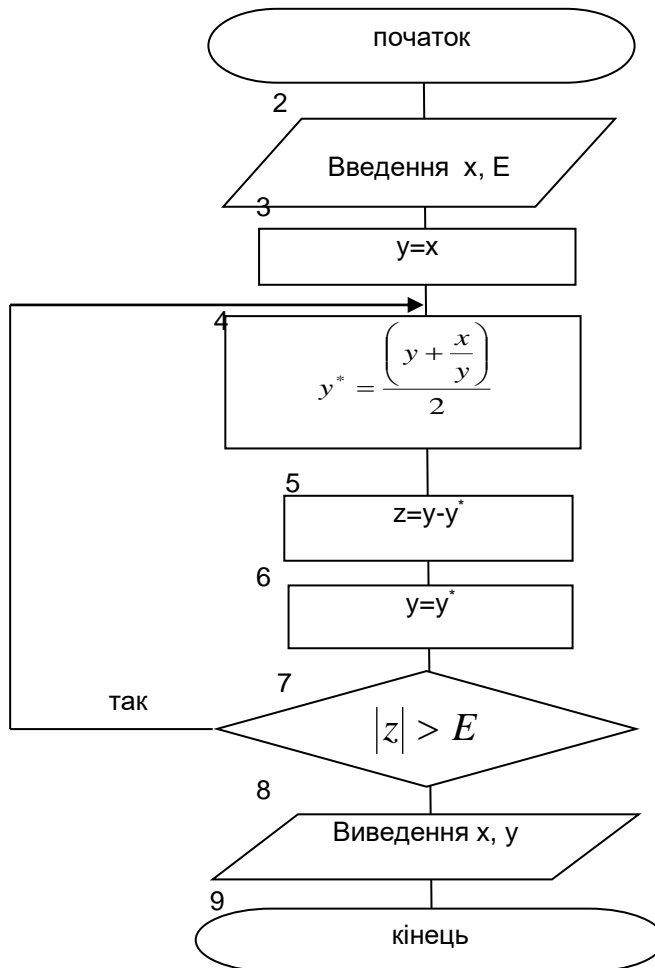 початок
2
Введення x, E
3
y=x
4
y* = (y + x/y) / 2
5
z=y-y*
6
y=y*
7
так
|z| > E
8
Виведення x, y
9
кінець